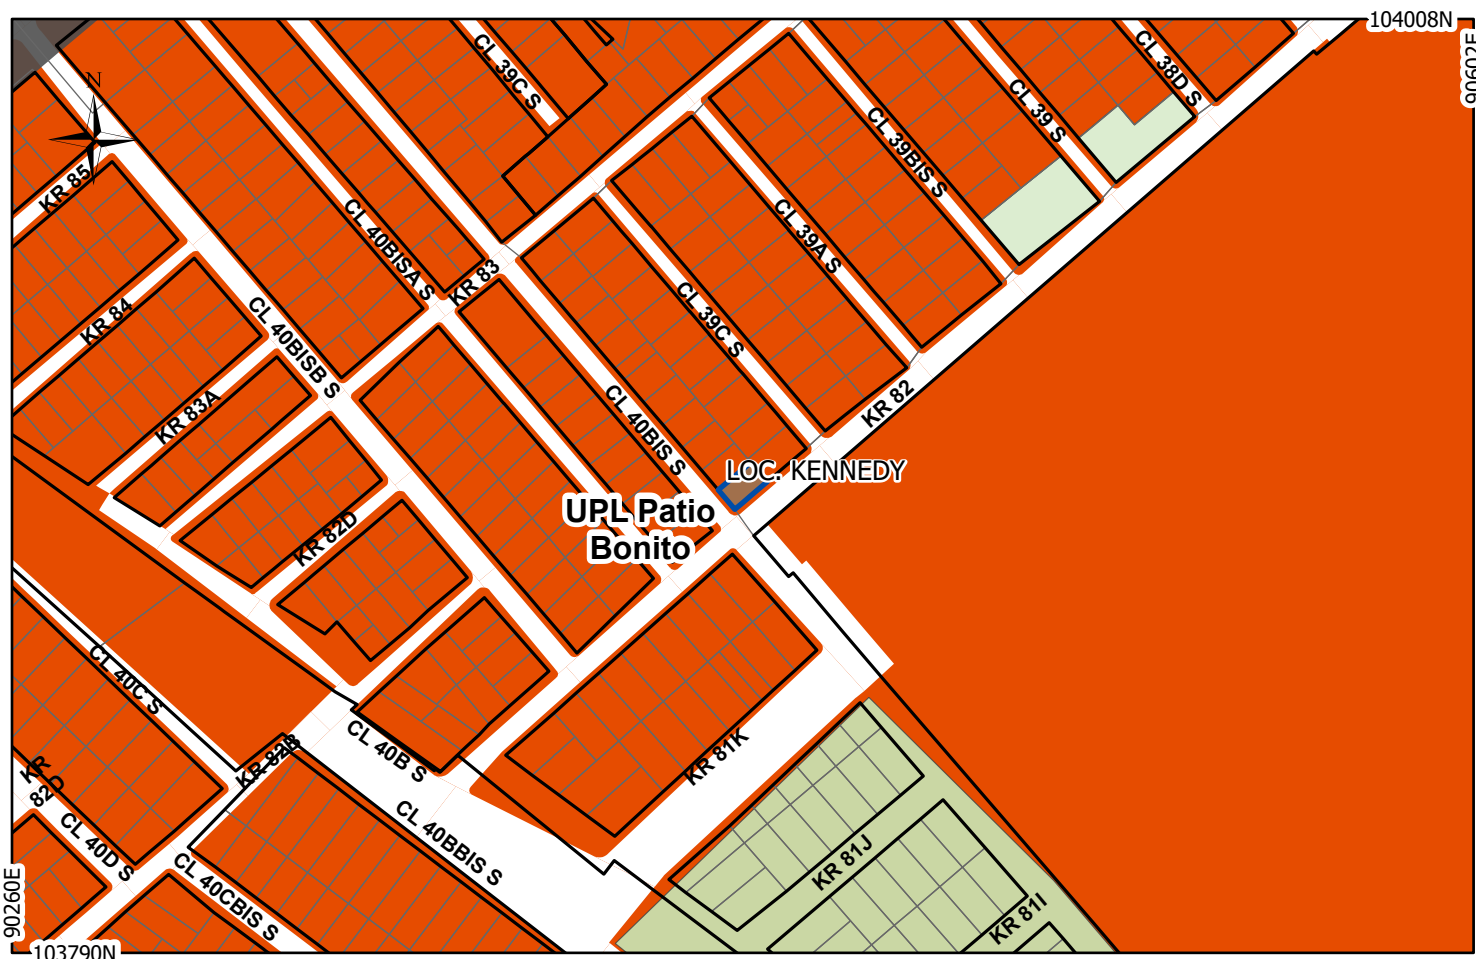 104008N
90602E
N
CL 39C S
CL 38D S
CL 39 S
CL 39BIS S
KR 85
CL 40BISA S
CL 39A S
KR 83
KR 84
CL 40BISB S
CL 39C S
KR 82
KR 83A
CL 40BIS S
LOC. KENNEDY
UPL Patio
Bonito
KR 82D
CL 40C S
KR 82B
CL 40B S
KR 81K
KR
82D
CL 40D S
CL 40BBIS S
CL 40CBIS S
KR 81J
KR 81I
90260E
103790N